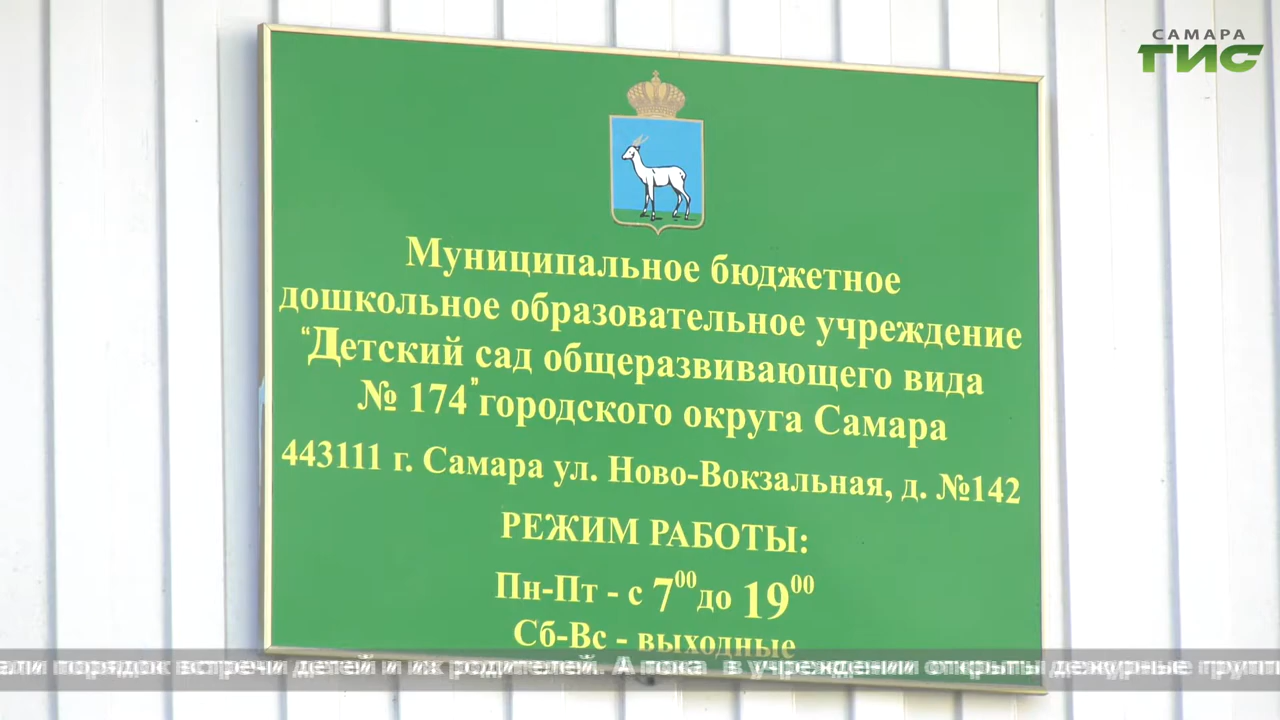 САМАРА
ГИС
Муниципальное бюджетное
дошкольное образовательное учреждение
“Детский сад общеразвивающего вида
№ 174”городского округа Самара
443111 г. Самара ул. Ново-Вокзальная, д. №142
РЕЖИМ РАБОТЫ:
Пн-Пт - с 7⁰⁰до 19⁰⁰
Сб-Вс - выходные
порядок встречи детей и их родителей. А пока в учреждении открыты дежурные